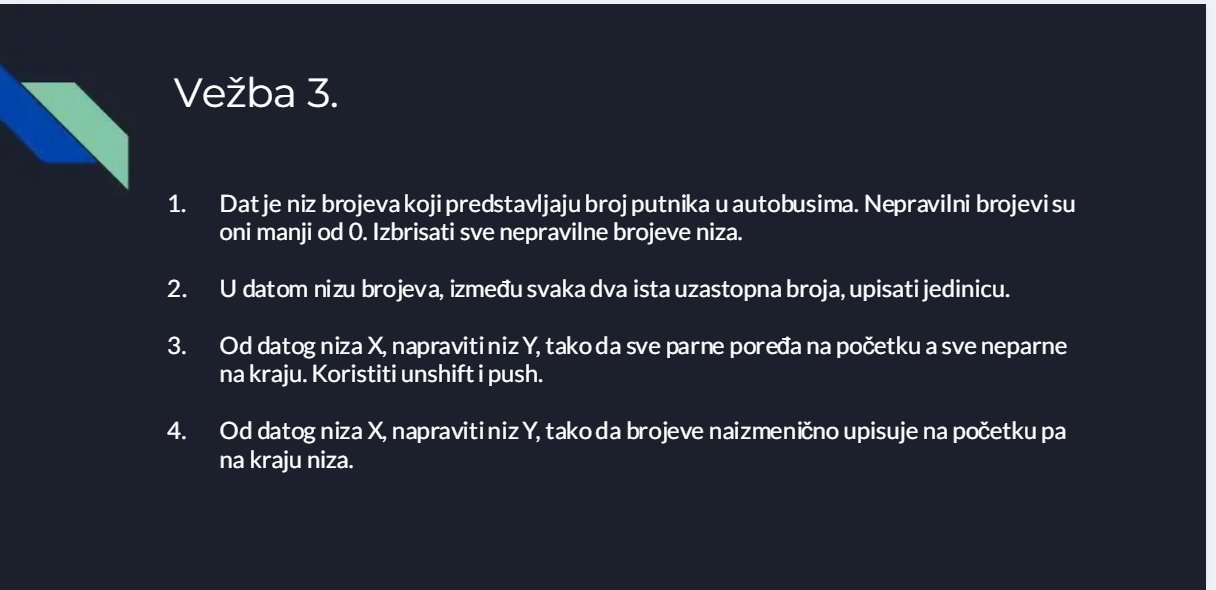 Vežba 3.
1. Dat je niz brojeva koji predstavljaju broj putnika u autobusima. Nepravilni brojevi su
oni manji od 0. Izbrisati sve nepravilne brojeve niza.
2. U datom nizu brojeva, između svaka dva ista uzastopna broja, upisati jedinicu.
3. Od datog niza X, napraviti niz Y, tako da sve parne poređa na početku a sve neparne
na kraju. Koristiti unshift i push.
4. Od datog niza X, napraviti niz Y, tako da brojeve naizmenično upisuje na početku pa
na kraju niza.